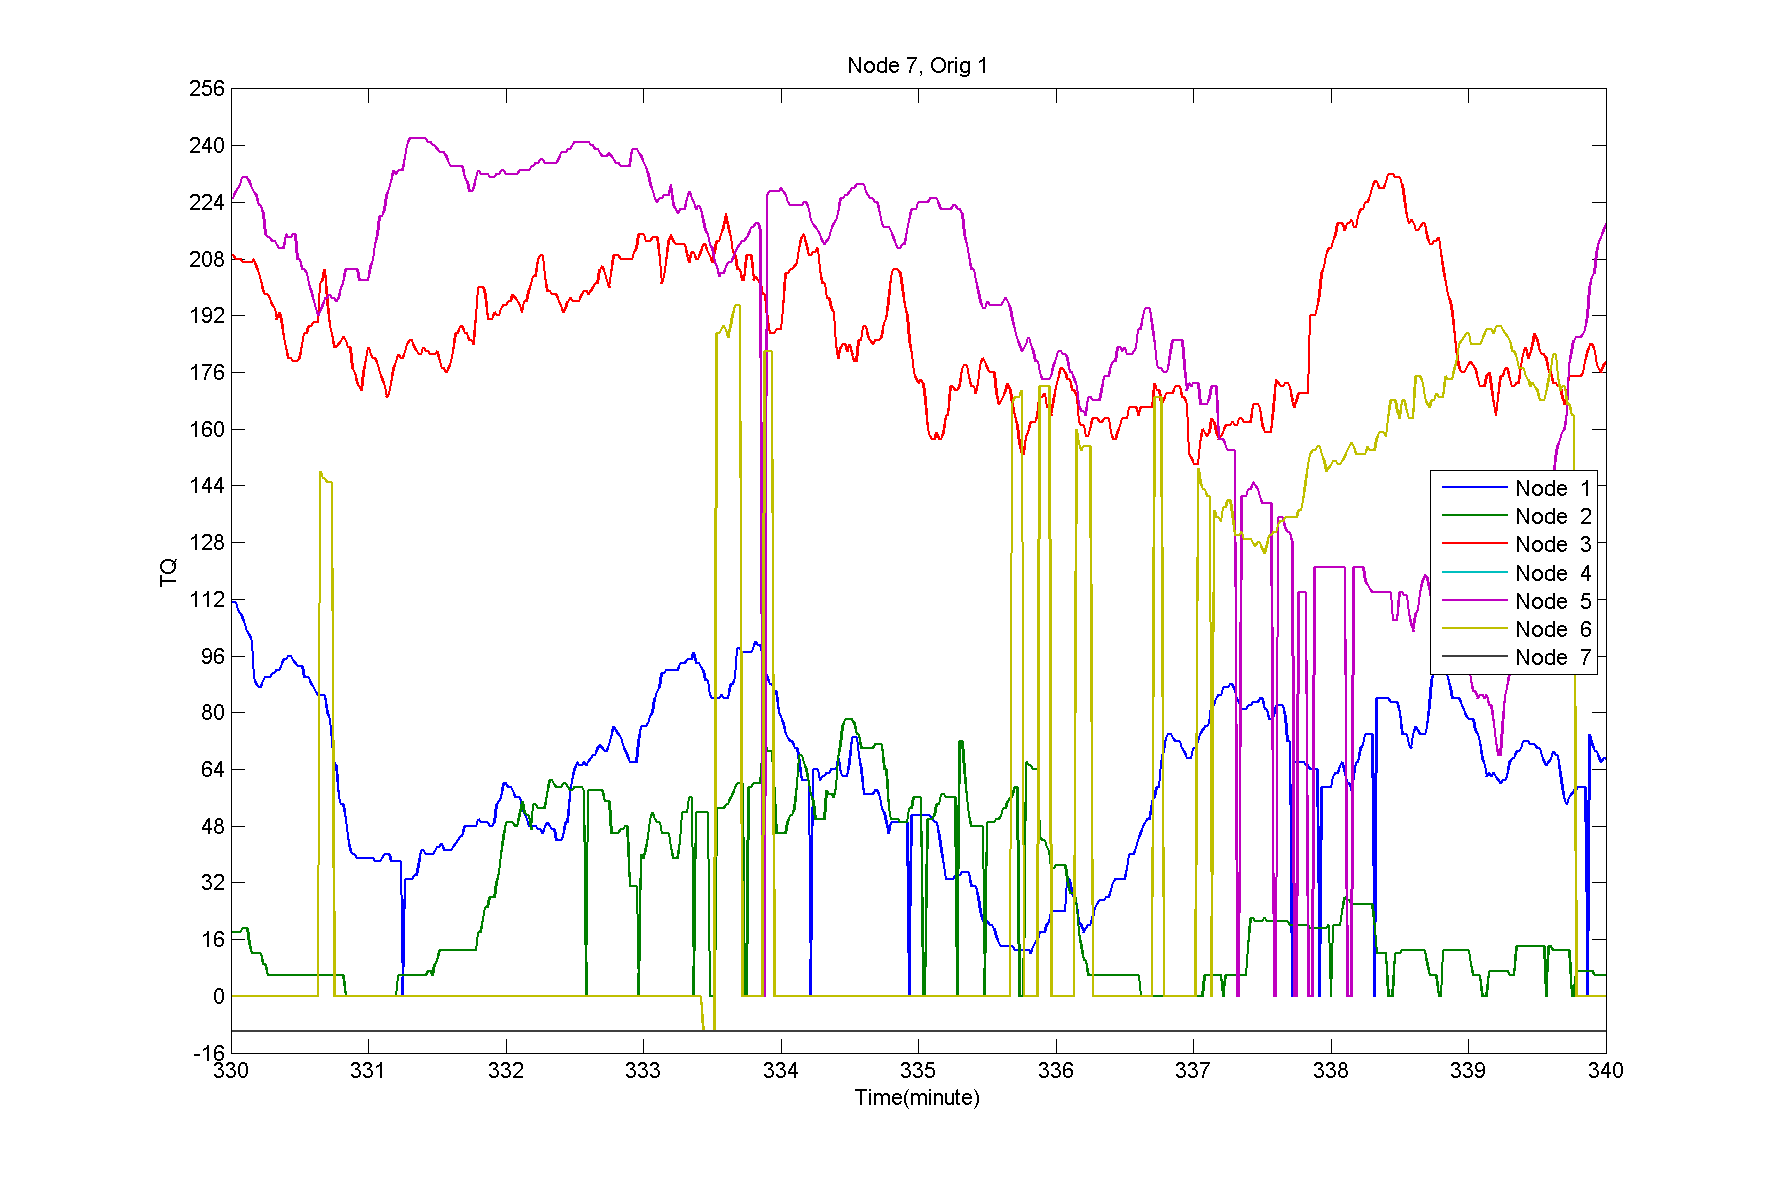 Node 7, Orig 1
256
240
224
208
192
176
160
144
128
112
96
80
64
48
32
16
0
-16
TQ
Node 1
Node 2
Node 3
Node 4
Node 5
Node 6
Node 7
330 331 332 333 334 335 336 337 338 339 340
Time(minute)